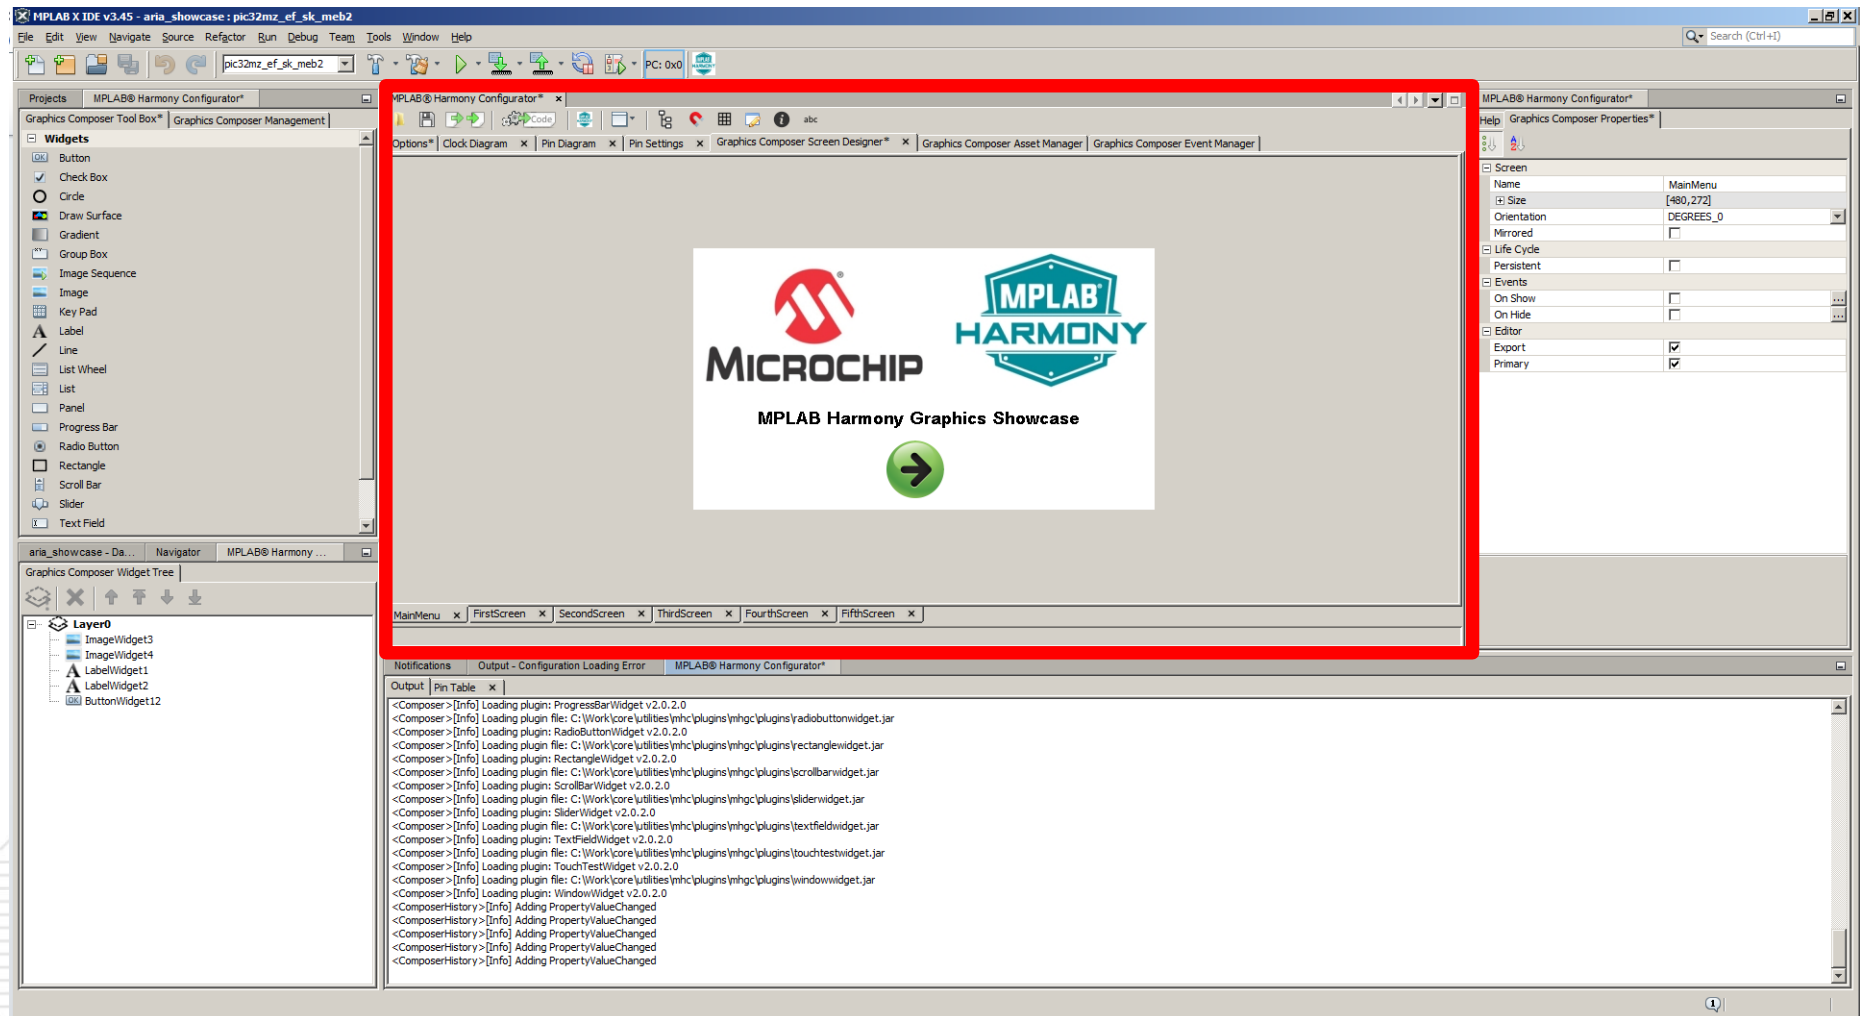 MPLAB X IDE v3.45 - aria_showcase : pic32mz_ef_sk_meb2
File Edit View Navigate Source Refactor Run Debug Team Tools Window Help
Search (Ctrl+I)
pic32mz_ef_sk_meb2
PC: 0x0
Projects MPLAB® Harmony Configurator*
Graphics Composer Tool Box* Graphics Composer Management
Widgets
Button
Check Box
Circle
Draw Surface
Gradient
Group Box
Image Sequence
Image
Key Pad
Label
Line
List Wheel
List
Panel
Progress Bar
Radio Button
Rectangle
Scroll Bar
Slider
Text Field
aria_showcase - Da... Navigator MPLAB® Harmony ...
Graphics Composer Widget Tree
Layer0
ImageWidget3
ImageWidget4
LabelWidget1
LabelWidget2
ButtonWidget12
MPLAB® Harmony Configurator*
Code abc
Options* Clock Diagram Pin Diagram Pin Settings Graphics Composer Screen Designer* Graphics Composer Asset Manager Graphics Composer Event Manager
MICROCHIP
MPLAB
HARMONY
MPLAB Harmony Graphics Showcase
MainMenu FirstScreen SecondScreen ThirdScreen FourthScreen FifthScreen
Notifications Output - Configuration Loading Error MPLAB® Harmony Configurator*
Output Pin Table
<Composer>[Info] Loading plugin: ProgressBarWidget v2.0.2.0
<Composer>[Info] Loading plugin file: C:\Work\core\utilities\mhc\plugins\mhgc\plugins\radiobuttonwidget.jar
<Composer>[Info] Loading plugin: RadioButtonWidget v2.0.2.0
<Composer>[Info] Loading plugin file: C:\Work\core\utilities\mhc\plugins\mhgc\plugins\rectanglewidget.jar
<Composer>[Info] Loading plugin: RectangleWidget v2.0.2.0
<Composer>[Info] Loading plugin file: C:\Work\core\utilities\mhc\plugins\mhgc\plugins\scrollbarwidget.jar
<Composer>[Info] Loading plugin: ScrollBarWidget v2.0.2.0
<Composer>[Info] Loading plugin file: C:\Work\core\utilities\mhc\plugins\mhgc\plugins\sliderwidget.jar
<Composer>[Info] Loading plugin: SliderWidget v2.0.2.0
<Composer>[Info] Loading plugin file: C:\Work\core\utilities\mhc\plugins\mhgc\plugins\textfieldwidget.jar
<Composer>[Info] Loading plugin: TextFieldWidget v2.0.2.0
<Composer>[Info] Loading plugin file: C:\Work\core\utilities\mhc\plugins\mhgc\plugins\touchtestwidget.jar
<Composer>[Info] Loading plugin: TouchTestWidget v2.0.2.0
<Composer>[Info] Loading plugin file: C:\Work\core\utilities\mhc\plugins\mhgc\plugins\windowwidget.jar
<Composer>[Info] Loading plugin: WindowWidget v2.0.2.0
<ComposerHistory>[Info] Adding PropertyValueChanged
<ComposerHistory>[Info] Adding PropertyValueChanged
<ComposerHistory>[Info] Adding PropertyValueChanged
<ComposerHistory>[Info] Adding PropertyValueChanged
<ComposerHistory>[Info] Adding PropertyValueChanged
MPLAB® Harmony Configurator*
Help Graphics Composer Properties*
Screen
Name MainMenu
Size [480,272]
Orientation DEGREES_0
Mirrored
Life Cycle
Persistent
Events
On Show ...
On Hide ...
Editor
Export
Primary
1